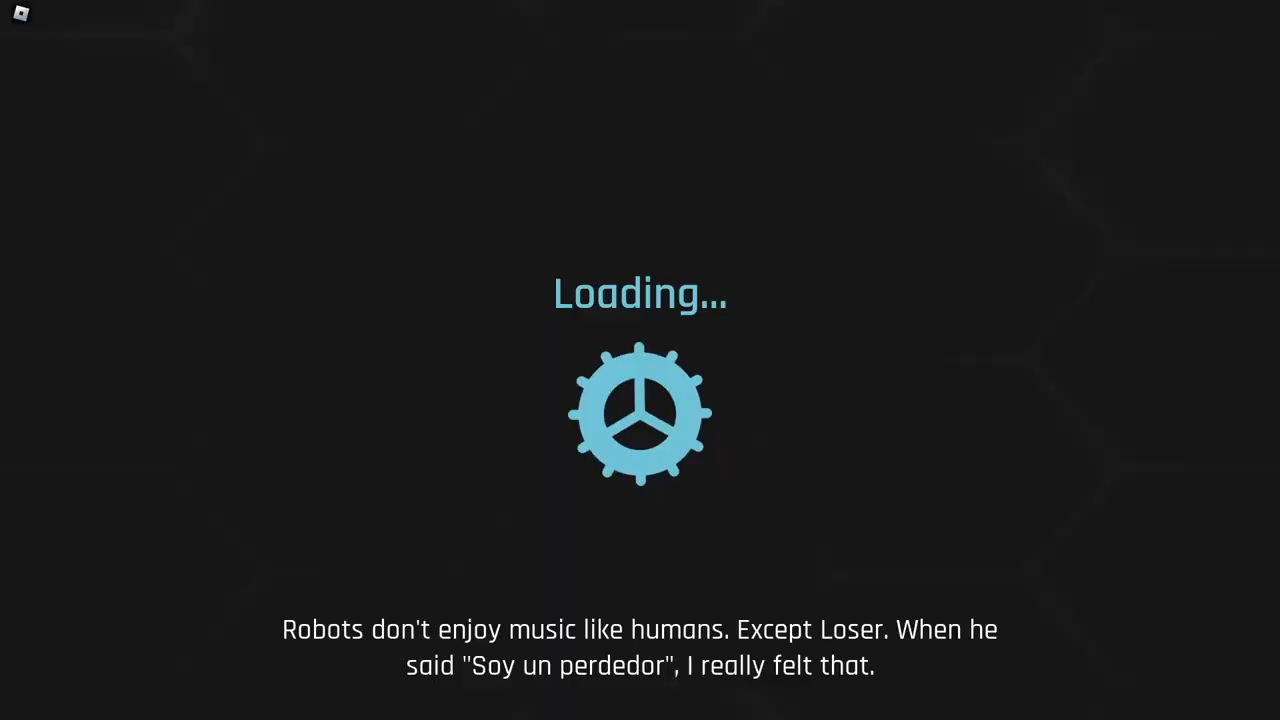 Loading...
Robots don't enjoy music like humans. Except Loser. When he
said "Soy un perdedor", I really felt that.